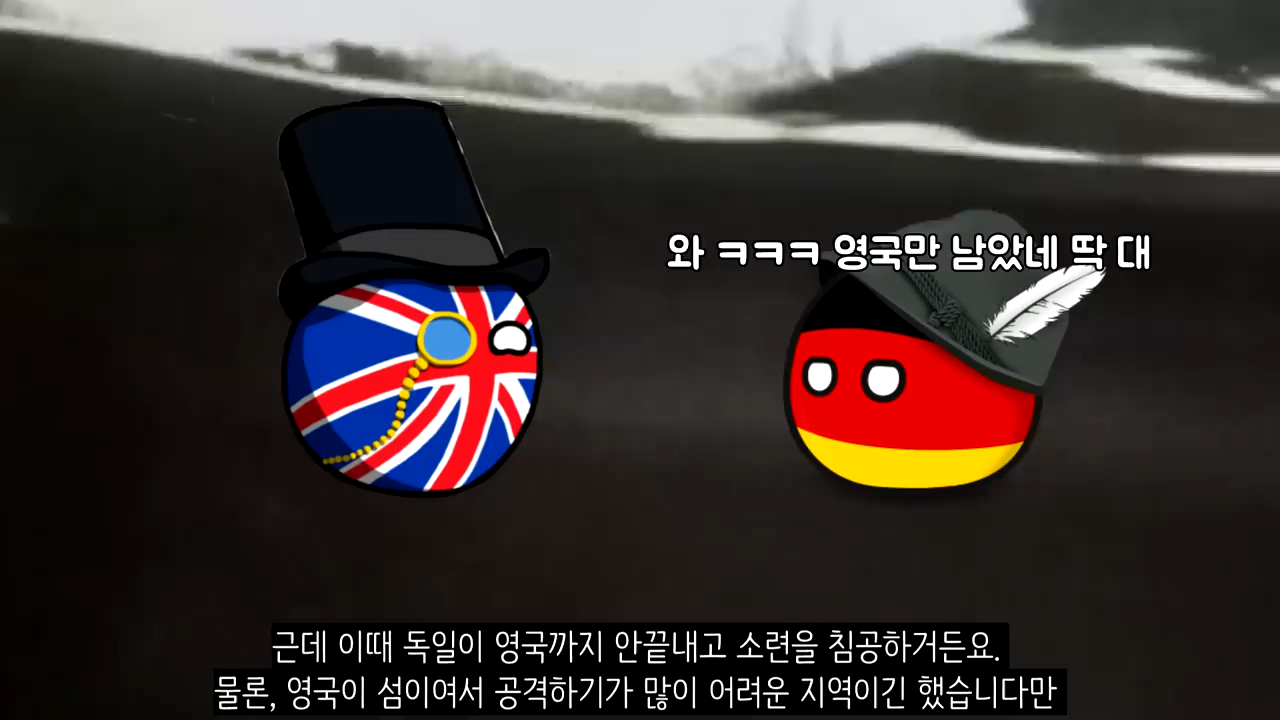 와 ㅋㅋㅋ 영국만 남았네 딱 대
근데 이때 독일이 영국까지 안끝내고 소련을 침공하거든요.
물론, 영국이 섬이여서 공격하기가 많이 어려운 지역이긴 했습니다만